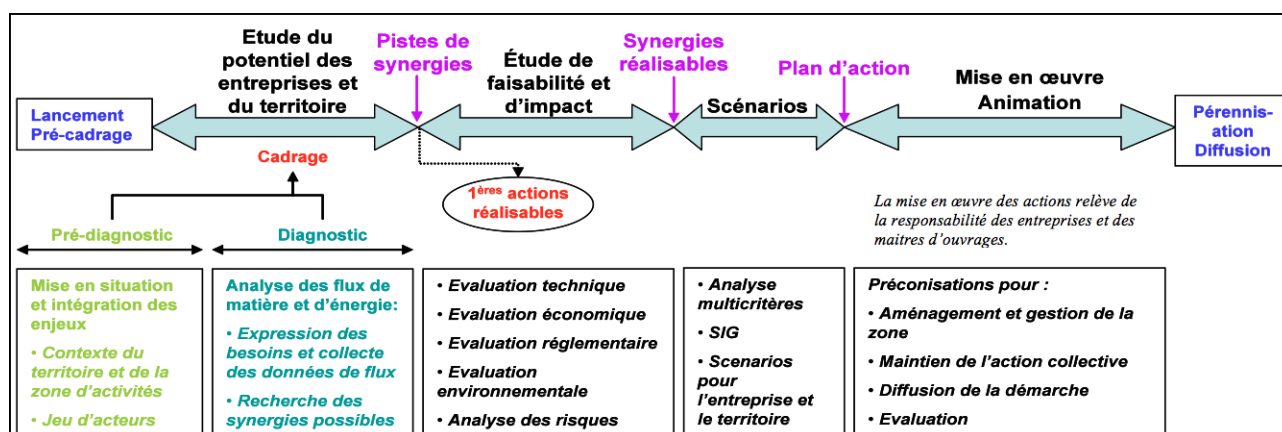 Etude du
potentiel des
entreprises et
du territoire
Pistes de
synergies
Étude de
faisabilité et
d'impact
Synergies
réalisables
Scénarios
Plan d'action
Mise en œuvre
Animation
Lancement
Pré-cadrage
Pérennis-
ation
Diffusion
Cadrage
1ères actions
réalisables
La mise en œuvre des actions relève de
la responsabilité des entreprises et des
maitres d'ouvrages.
Pré-diagnostic
Diagnostic
Mise en situation
et intégration des
enjeux
• Contexte du
territoire et de la
zone d'activités
• Jeu d'acteurs
Analyse des flux de
matière et d'énergie:
• Expression des
besoins et collecte
des données de flux
• Recherche des
synergies possibles
• Evaluation technique
• Evaluation économique
• Evaluation réglementaire
• Evaluation
environnementale
• Analyse des risques
• Analyse
multicritères
• SIG
• Scenarios
pour
l'entreprise et
le territoire
Préconisations pour :
• Aménagement et gestion de la
zone
• Maintien de l'action collective
• Diffusion de la démarche
• Evaluation